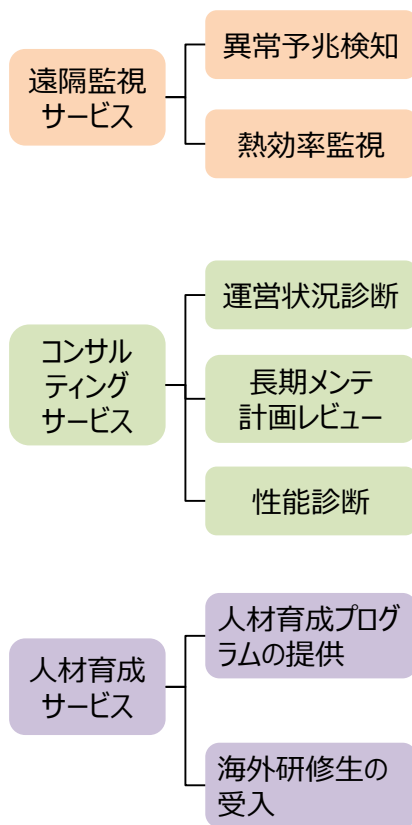 遠隔監視
サービス
異常予兆検知
熱効率監視
コンサル
ティング
サービス
運営状況診断
長期メンテ
計画レビュー
性能診断
人材育成
サービス
人材育成プログ
ラムの提供
海外研修生の
受入